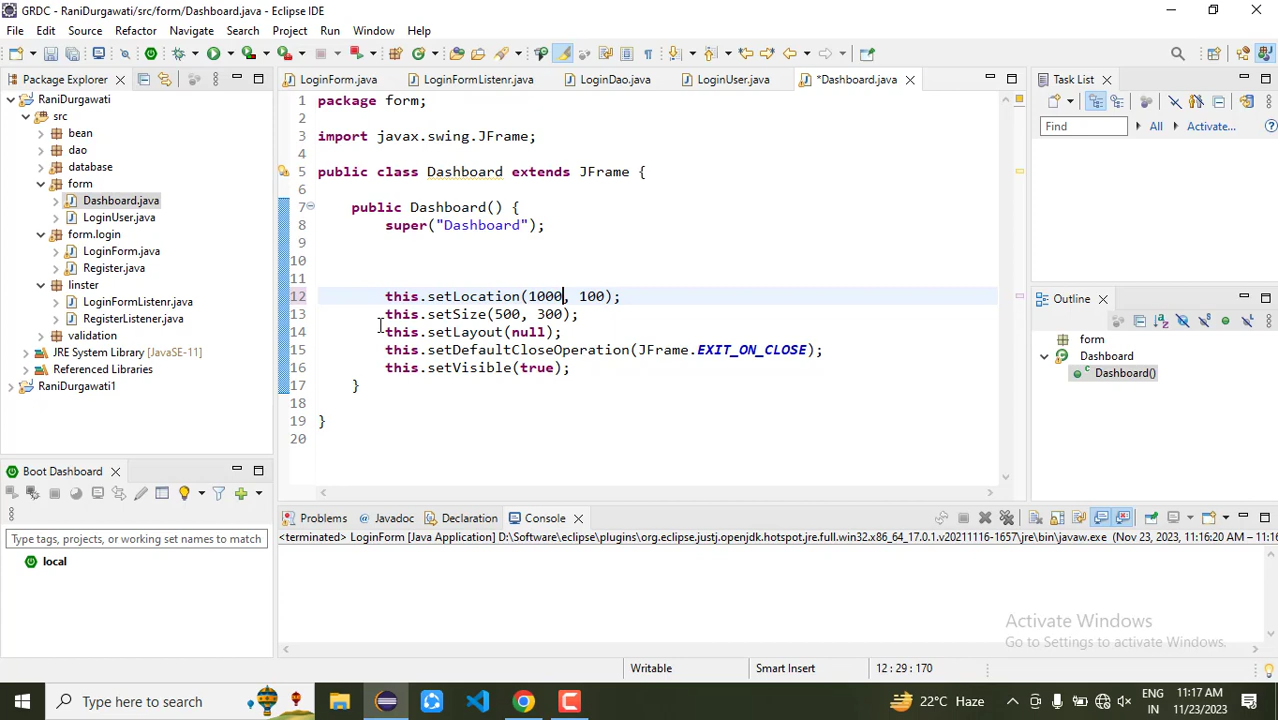 GRDC - RaniDurgawati/src/form/Dashboard.java - Eclipse IDE
File Edit Source Refactor Navigate Search Project Run Window Help
Package Explorer
RaniDurgawati
src
bean
dao
database
form
Dashboard.java
LoginUser.java
form.login
LoginForm.java
Register.java
linster
LoginFormListenr.java
RegisterListener.java
validation
JRE System Library [JavaSE-11]
Referenced Libraries
RaniDurgawati1
Boot Dashboard
Type tags, projects, or working set names to match
local
LoginForm.java LoginFormListenr.java LoginDao.java LoginUser.java *Dashboard.java
1 package form;
2
3 import javax.swing.JFrame;
4
5 public class Dashboard extends JFrame {
6
7 public Dashboard() {
8 super("Dashboard");
9
10
11
12 this.setLocation(1000, 100);
13 this.setSize(500, 300);
14 this.setLayout(null);
15 this.setDefaultCloseOperation(JFrame.EXIT_ON_CLOSE);
16 this.setVisible(true);
17 }
18
19 }
20
Task List
Find All Activate...
Outline
form
Dashboard
Dashboard()
Problems Javadoc Declaration Console
<terminated> LoginForm [Java Application] D:\Software\eclipse\plugins\org.eclipse.justj.openjdk.hotspot.jre.full.win32.x86_64_17.0.1.v20211116-1657\jre\bin\javaw.exe (Nov 23, 2023, 11:16:20 AM – 11:16
Activate Windows
Go to Settings to activate Windows.
Writable Smart Insert 12 : 29 : 170
Type here to search
22°C Haze
ENG
IN
11:17 AM
11/23/2023